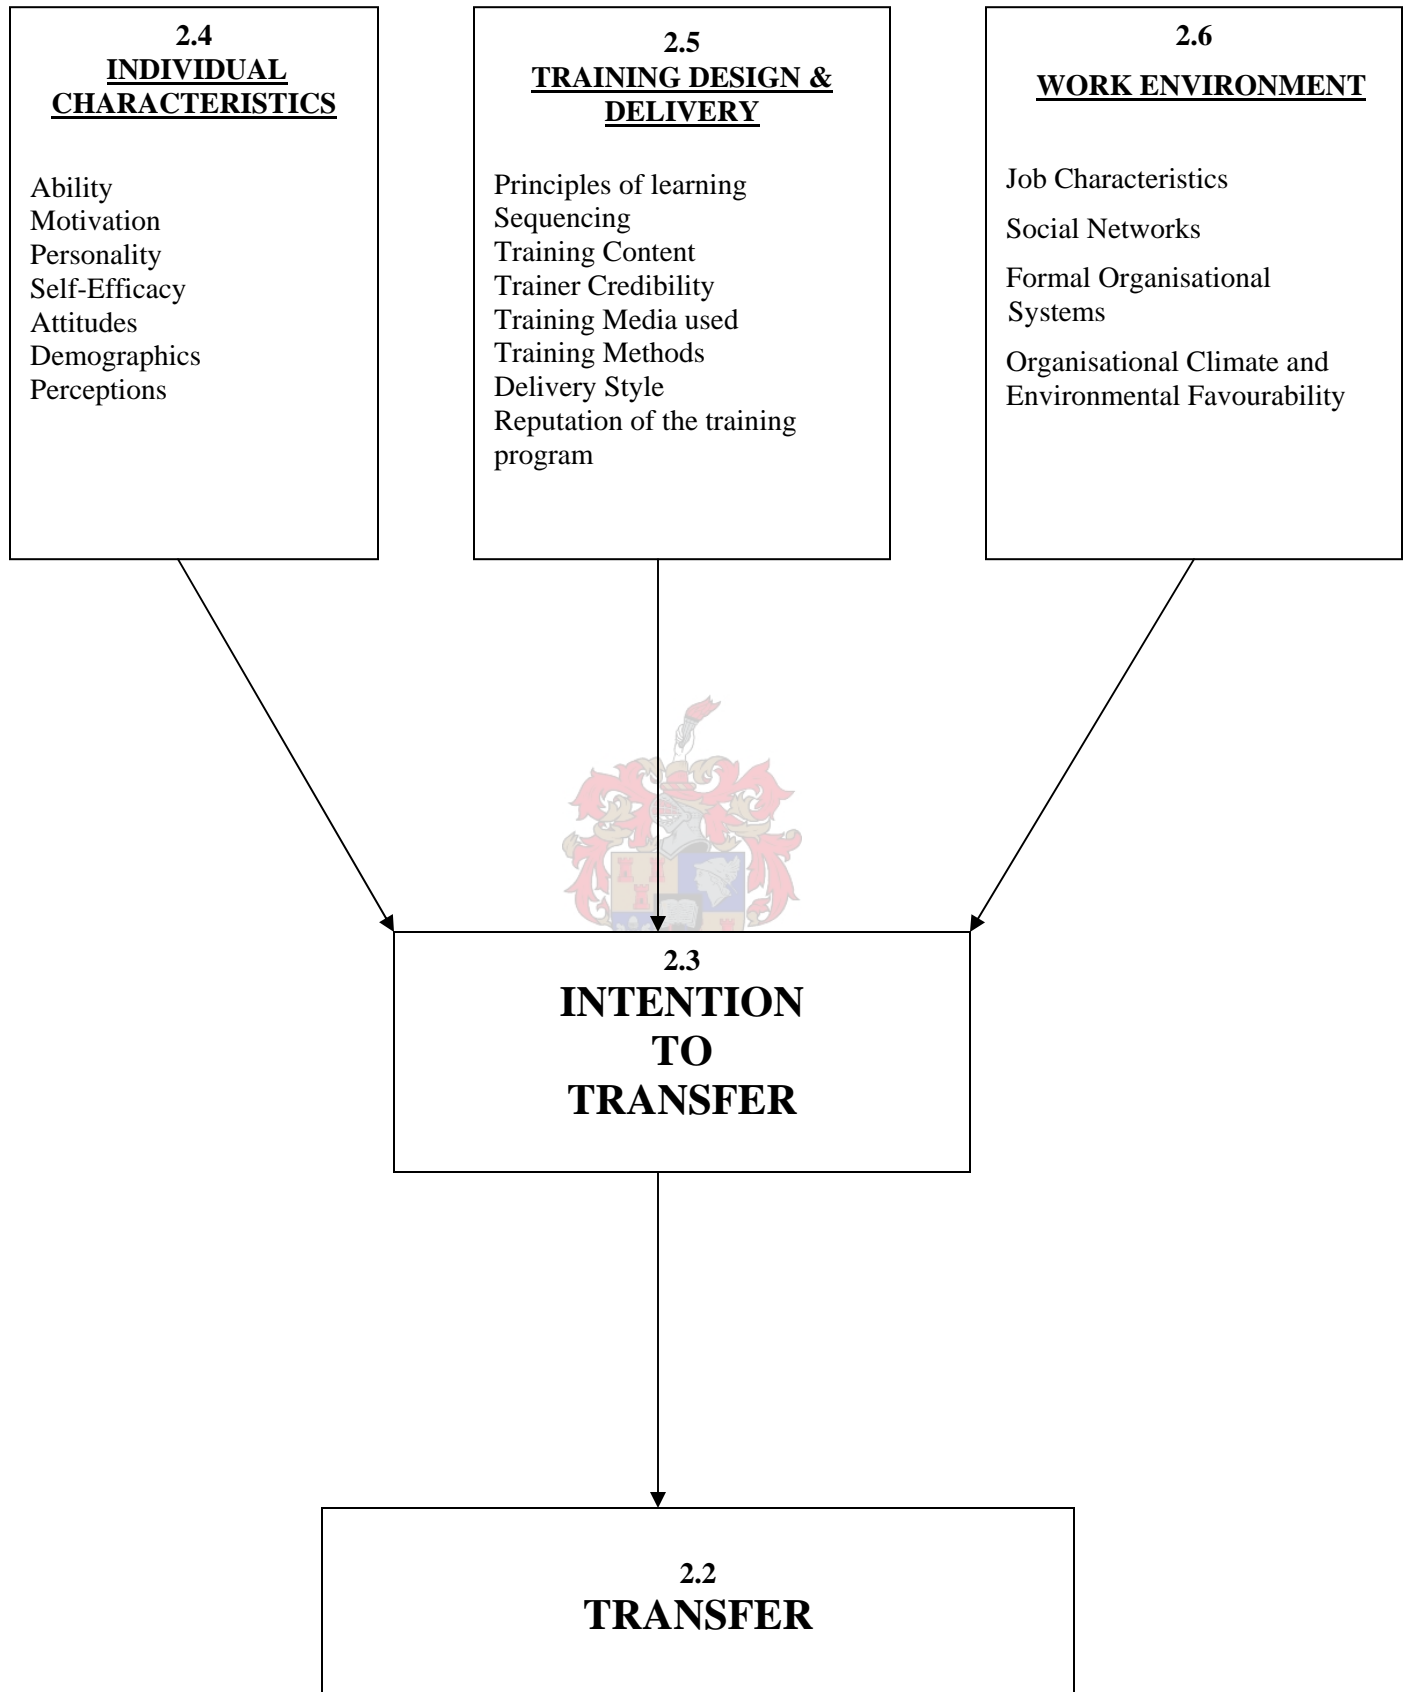 2.4
INDIVIDUAL
CHARACTERISTICS
Ability
Motivation
Personality
Self-Efficacy
Attitudes
Demographics
Perceptions
2.5
TRAINING DESIGN &
DELIVERY
Principles of learning
Sequencing
Training Content
Trainer Credibility
Training Media used
Training Methods
Delivery Style
Reputation of the training
program
2.6
WORK ENVIRONMENT
Job Characteristics
Social Networks
Formal Organisational
Systems
Organisational Climate and
Environmental Favourability
2.3
INTENTION
TO
TRANSFER
2.2
TRANSFER